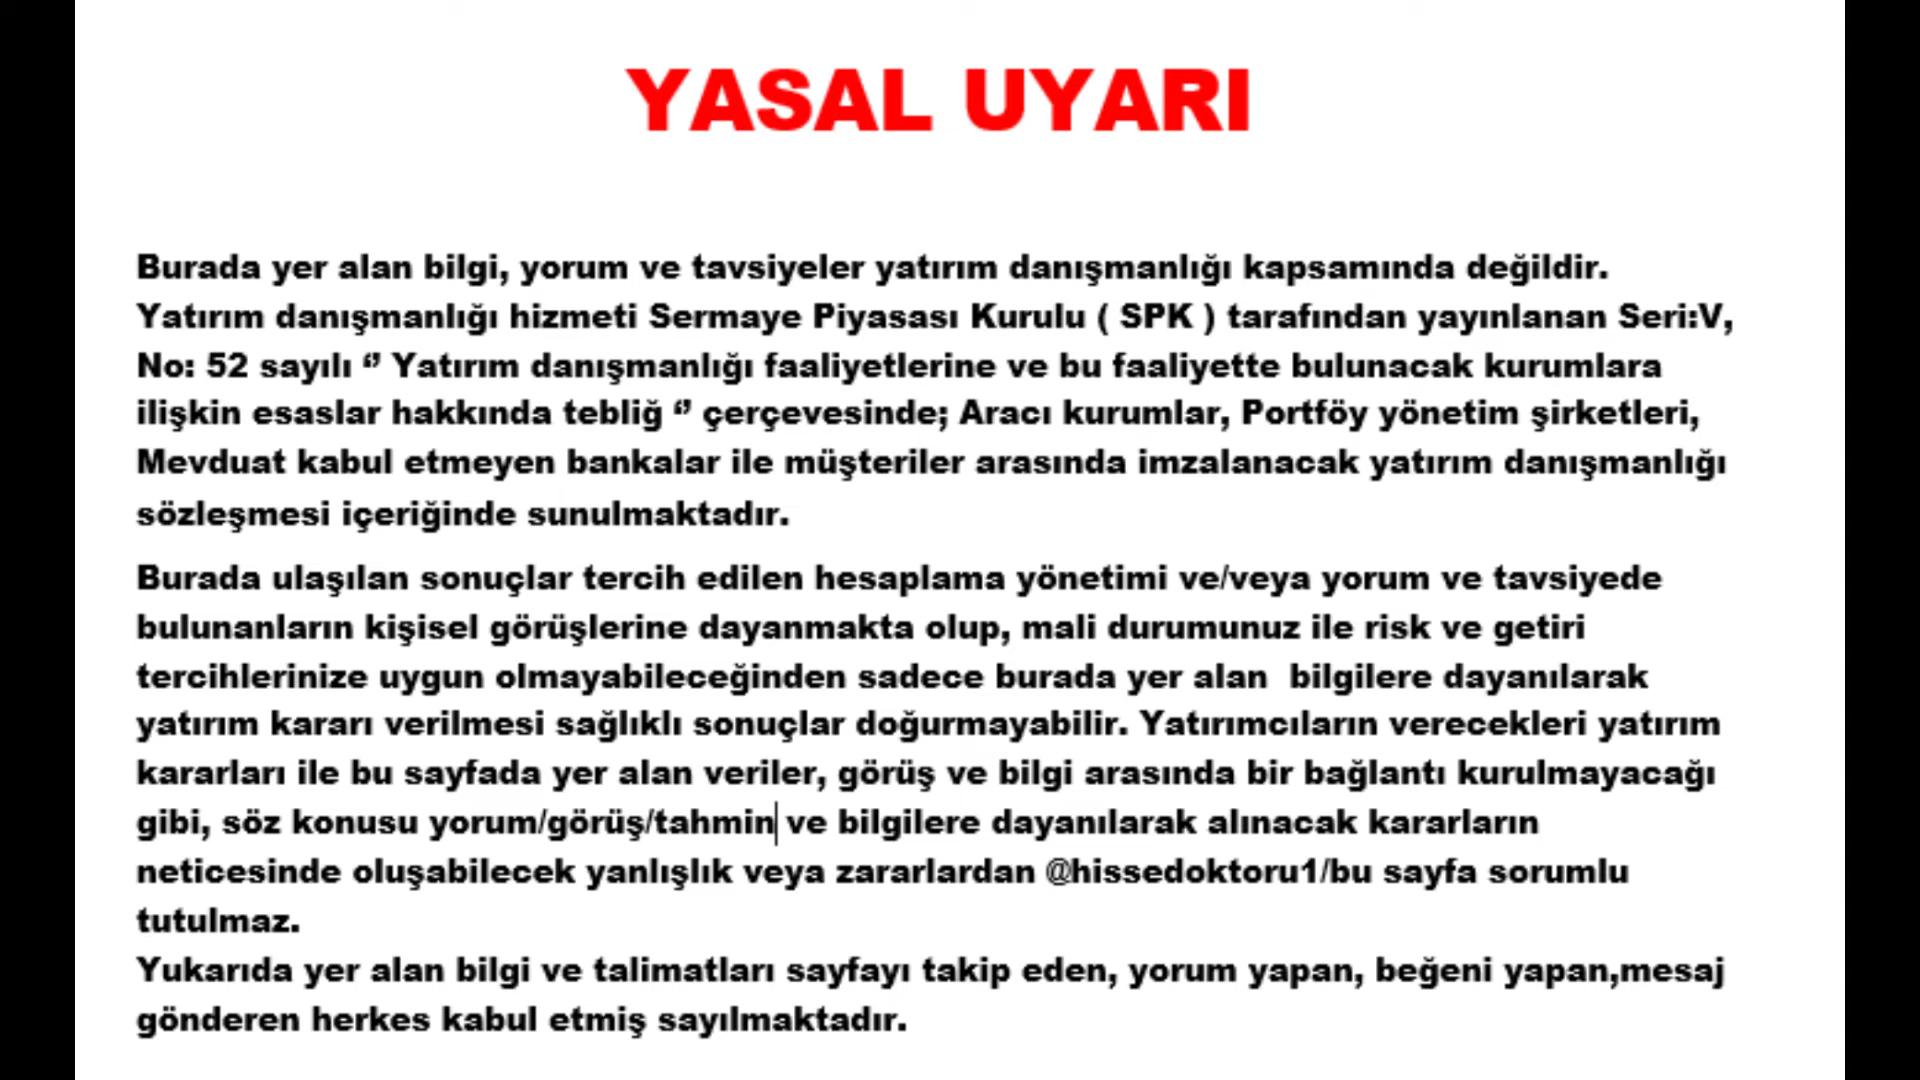 YASAL UYARI
Burada yer alan bilgi, yorum ve tavsiyeler yatırım danışmanlığı kapsamında değildir.
Yatırım danışmanlığı hizmeti Sermaye Piyasası Kurulu ( SPK ) tarafından yayınlanan Seri:V,
No: 52 sayılı “ Yatırım danışmanlığı faaliyetlerine ve bu faaliyette bulunacak kurumlara
ilişkin esaslar hakkında tebliğ “ çerçevesinde; Aracı kurumlar, Portföy yönetim şirketleri,
Mevduat kabul etmeyen bankalar ile müşteriler arasında imzalanacak yatırım danışmanlığı
sözleşmesi içeriğinde sunulmaktadır.
Burada ulaşılan sonuçlar tercih edilen hesaplama yönetimi ve/veya yorum ve tavsiyede
bulunanların kişisel görüşlerine dayanmakta olup, mali durumunuz ile risk ve getiri
tercihlerinize uygun olmayabileceğinden sadece burada yer alan  bilgilere dayanılarak
yatırım kararı verilmesi sağlıklı sonuçlar doğurmayabilir. Yatırımcıların verecekleri yatırım
kararları ile bu sayfada yer alan veriler, görüş ve bilgi arasında bir bağlantı kurulmayacağı
gibi, söz konusu yorum/görüş/tahmin ve bilgilere dayanılarak alınacak kararların
neticesinde oluşabilecek yanlışlık veya zararlardan @hissedoktoru1/bu sayfa sorumlu
tutulmaz.
Yukarıda yer alan bilgi ve talimatları sayfayı takip eden, yorum yapan, beğeni yapan,mesaj
gönderen herkes kabul etmiş sayılmaktadır.